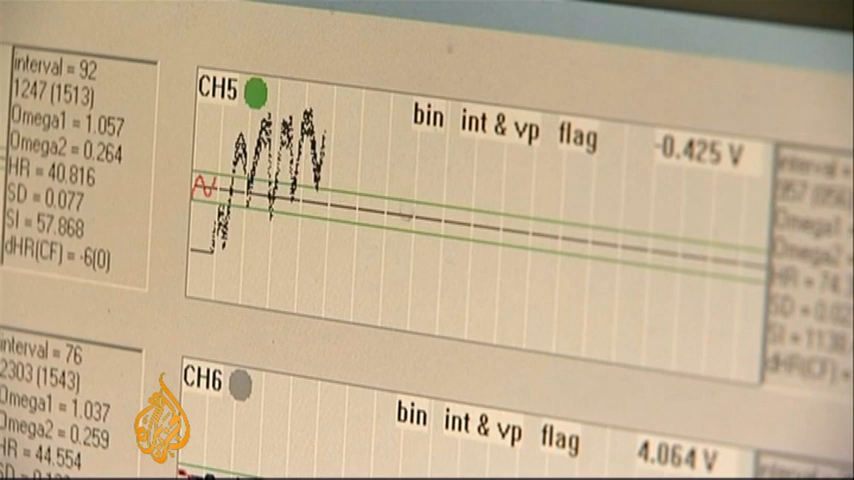 interval = 92
1247 (1513)
Omega1 = 1.057
Omega2 = 0.264
HR = 40.816
SD = 0.077
SI = 57.868
dHR(CF) = -6(0)
CH5
bin int & vp flag
-0.425 V
interval = 76
2303 (1543)
Omega1 = 1.037
Omega2 = 0.259
HR = 44.554
CH6
bin int & vp flag
4.064 V